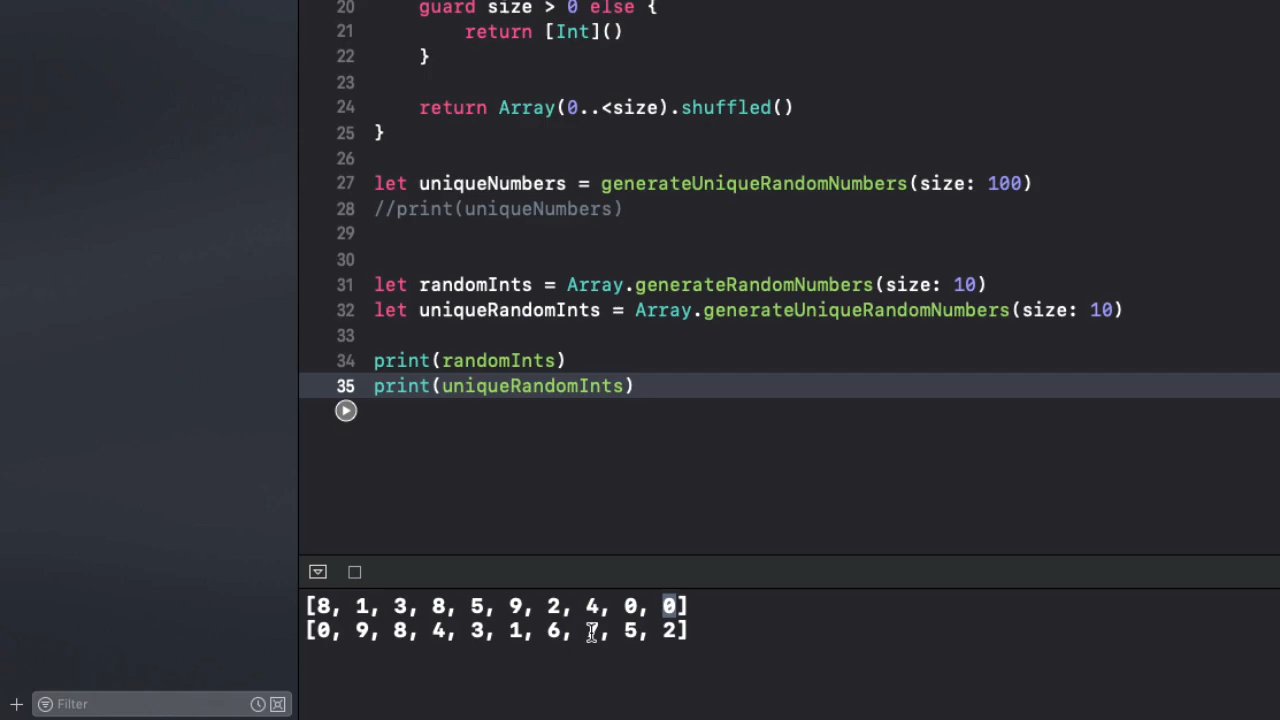 20 guard size > 0 else {
21 return [Int]()
22 }
23
24 return Array(0..<size).shuffled()
25 }
26
27 let uniqueNumbers = generateUniqueRandomNumbers(size: 100)
28 //print(uniqueNumbers)
29
30
31 let randomInts = Array.generateRandomNumbers(size: 10)
32 let uniqueRandomInts = Array.generateUniqueRandomNumbers(size: 10)
33
34 print(randomInts)
35 print(uniqueRandomInts)
[8, 1, 3, 8, 5, 9, 2, 4, 0, 0]
[0, 9, 8, 4, 3, 1, 6, 7, 5, 2]
Filter